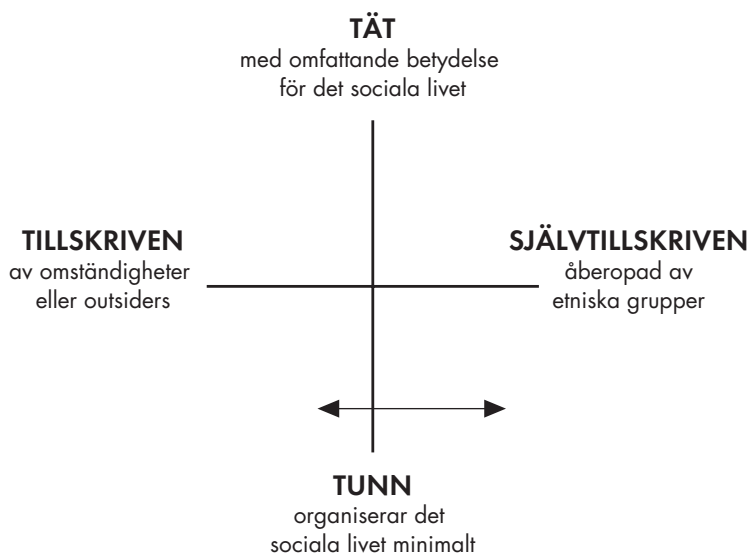 TÄT
med omfattande betydelse
för det sociala livet
TILLSKRIVEN
av omständigheter
eller outsiders
SJÄLVTILLSKRIVEN
åberopad av
etniska grupper
TUNN
organiserar det
sociala livet minimalt